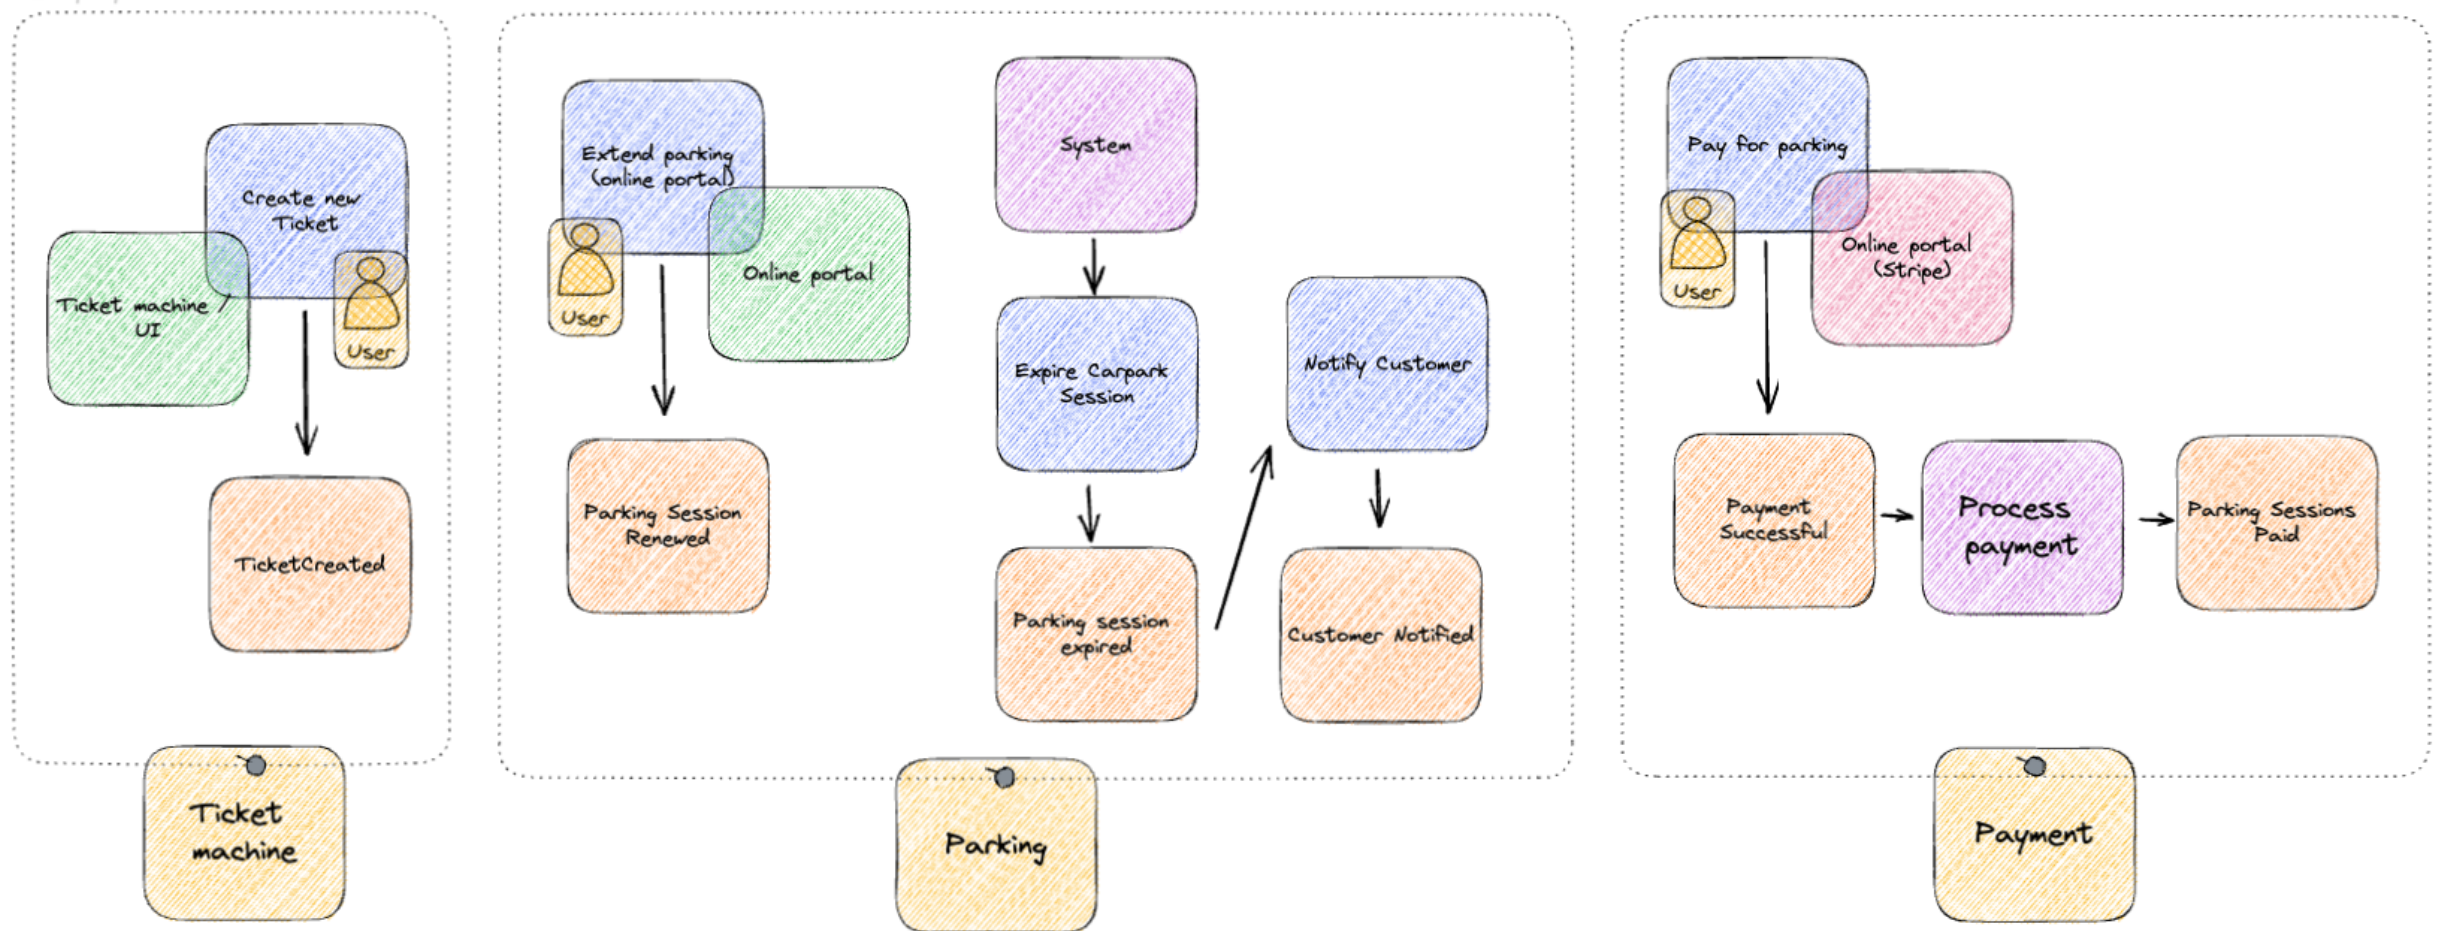 Create new
Ticket
Ticket machine /
UI
User
TicketCreated
Ticket
machine
Extend parking
(online portal)
User
Online portal
Parking Session
Renewed
System
Expire Carpark
Session
Parking session
expired
Notify Customer
Customer Notified
Parking
Pay for parking
User
Online portal
(Stripe)
Payment
Successful
Process
payment
Parking Sessions
Paid
Payment